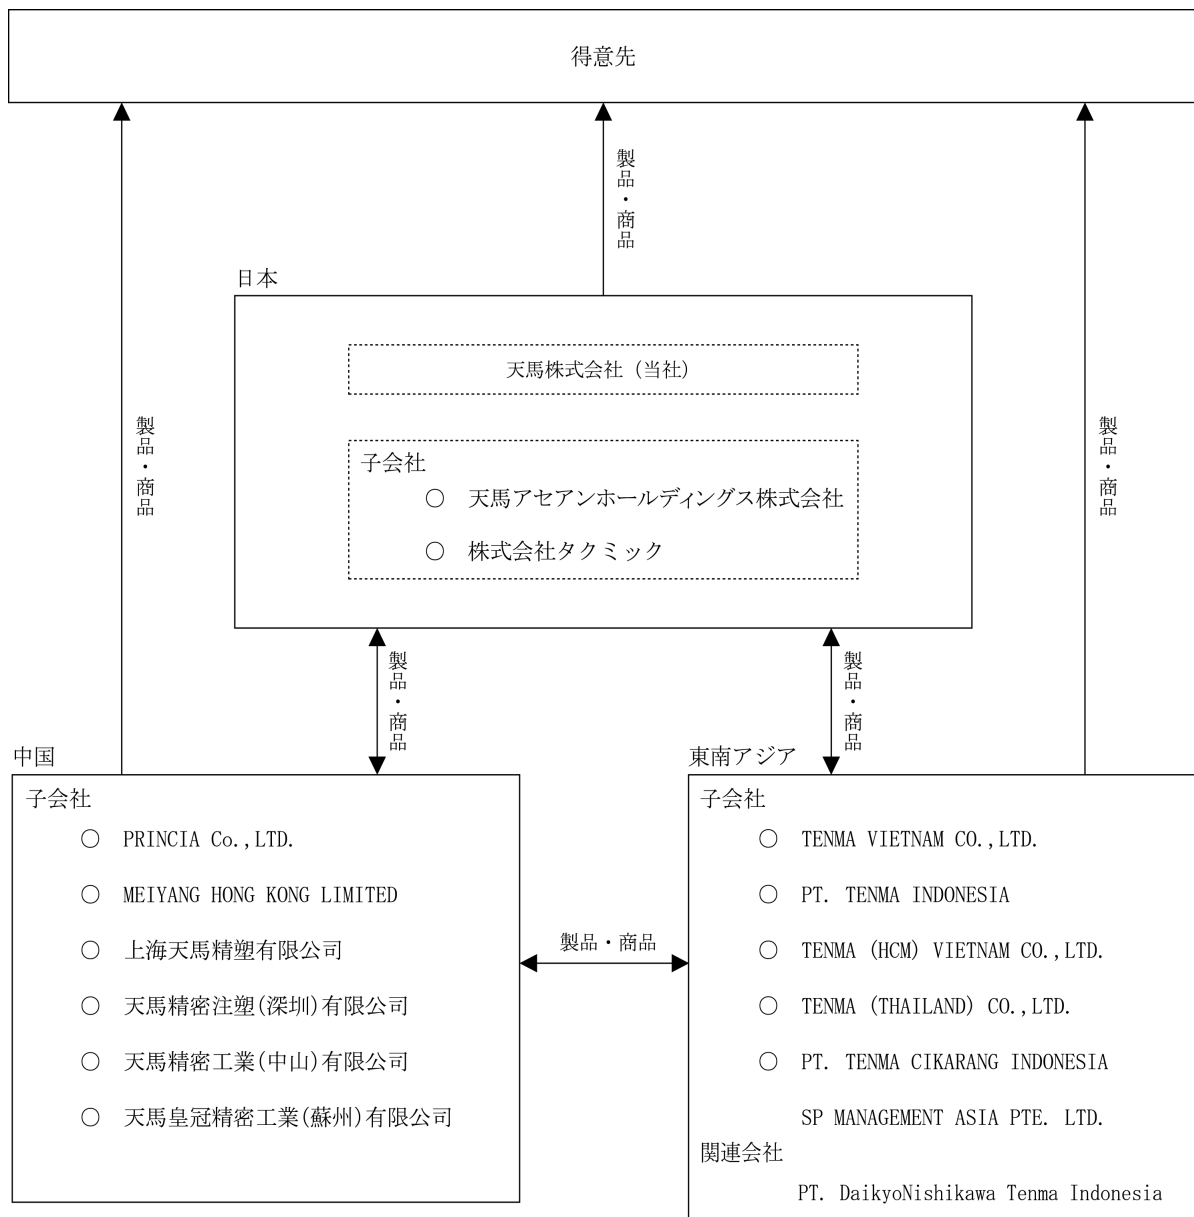 得意先
製品・商品
日本
天馬株式会社（当社）
子会社
○ 天馬アセアンホールディングス株式会社
○ 株式会社タクミック
製品・商品
製品・商品
製品・商品
製品・商品
中国
子会社
○ PRINCIA Co.,LTD.
○ MEIYANG HONG KONG LIMITED
○ 上海天馬精塑有限公司
○ 天馬精密注塑(深圳)有限公司
○ 天馬精密工業(中山)有限公司
○ 天馬皇冠精密工業(蘇州)有限公司
製品・商品
東南アジア
子会社
○ TENMA VIETNAM CO.,LTD.
○ PT. TENMA INDONESIA
○ TENMA (HCM) VIETNAM CO.,LTD.
○ TENMA (THAILAND) CO.,LTD.
○ PT. TENMA CIKARANG INDONESIA
SP MANAGEMENT ASIA PTE. LTD.
関連会社
PT. DaikyoNishikawa Tenma Indonesia